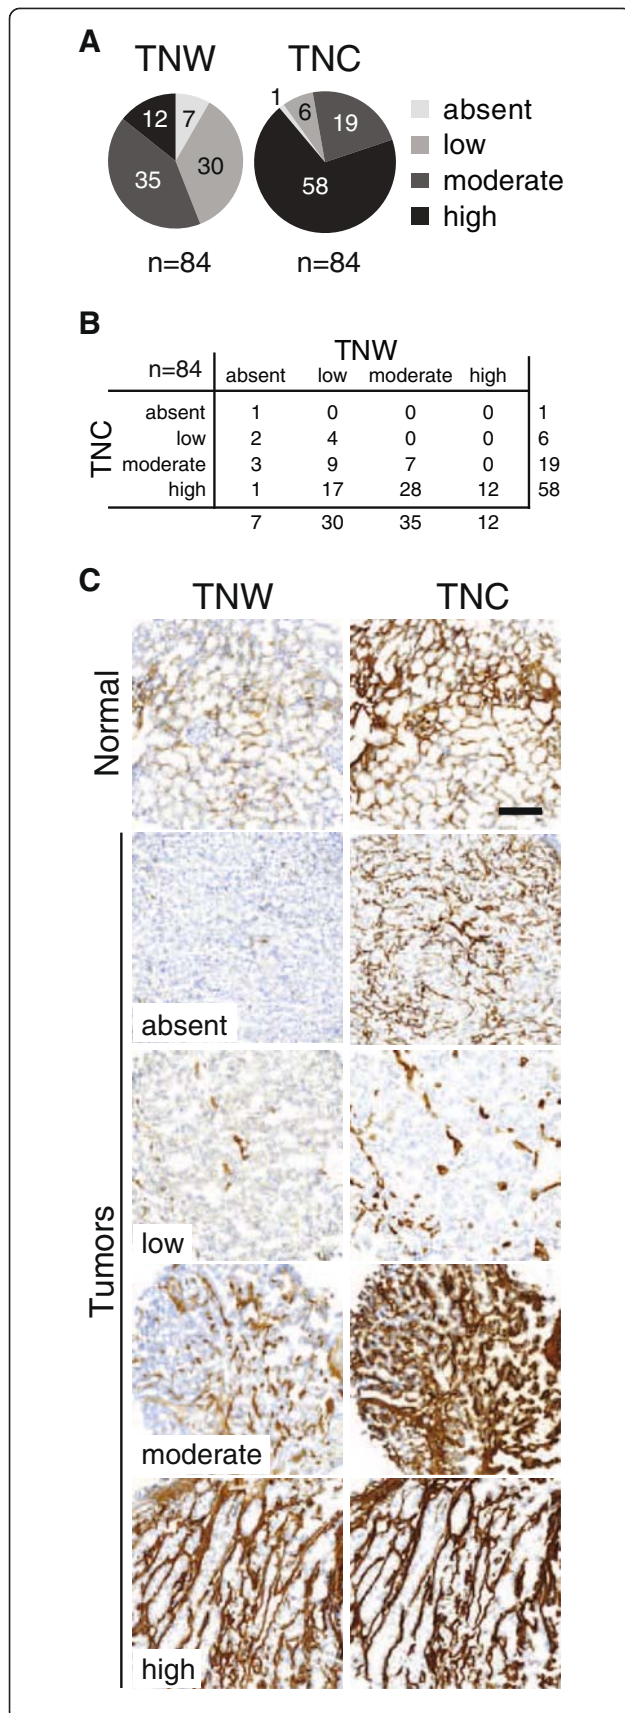 A
TNW
TNC
7
30
35
12
1
6
19
58
absent
low
moderate
high
n=84
n=84
B
TNW
n=84 absent low moderate high
TNC
absent 1 0 0 0 1
low 2 4 0 0 6
moderate 3 9 7 0 19
high 1 17 28 12 58
7 30 35 12
C
TNW TNC
Normal
Tumors
absent
low
moderate
high